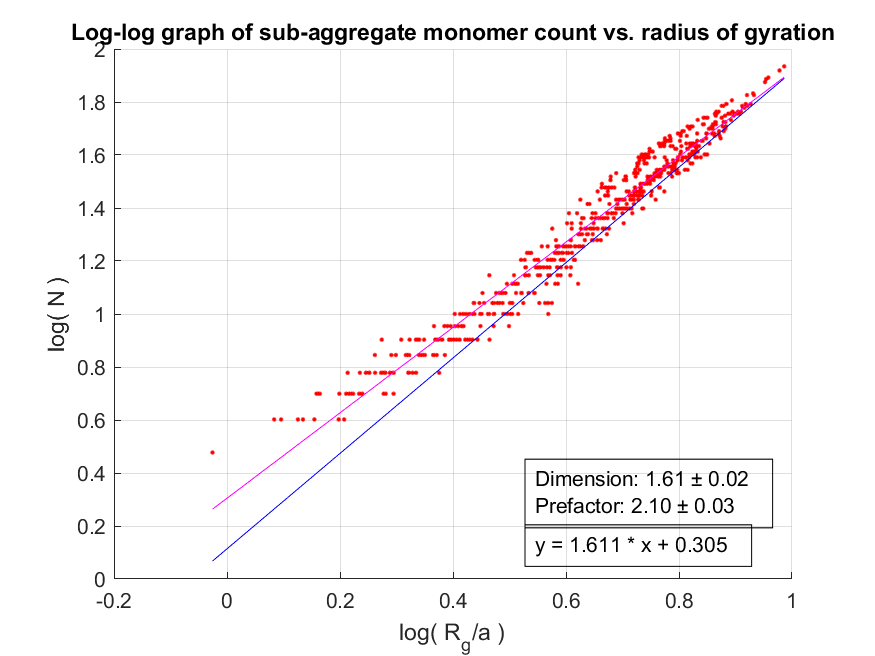 Log-log graph of sub-aggregate monomer count vs. radius of gyration
2
1.8
1.6
1.4
1.2
1
0.8
0.6
0.4
0.2
0
log( N )
Dimension: 1.61 ± 0.02
Prefactor: 2.10 ± 0.03
y = 1.611 * x + 0.305
-0.2 0 0.2 0.4 0.6 0.8 1
log( Rg/a )